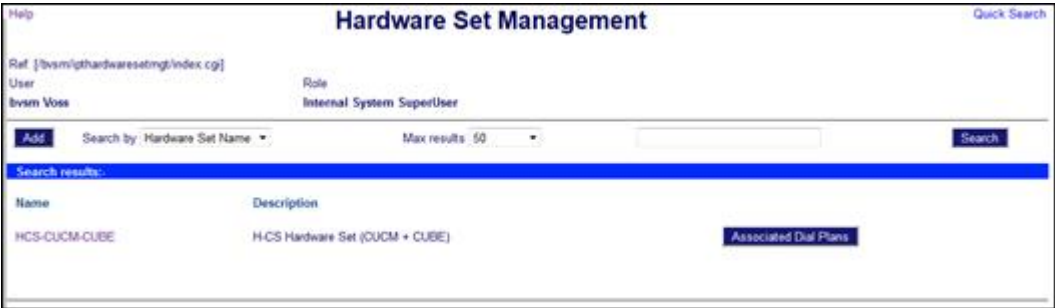 Help Hardware Set Management Quick Search
Ref [/bvsm/ipthardwaresetmgt/index.cgi]
User Role
bvsm Voss Internal System SuperUser
Add Search by Hardware Set Name Max results 50 Search
Search results:-
Name Description
HCS-CUCM-CUBE H-CS Hardware Set (CUCM + CUBE) Associated Dial Plans